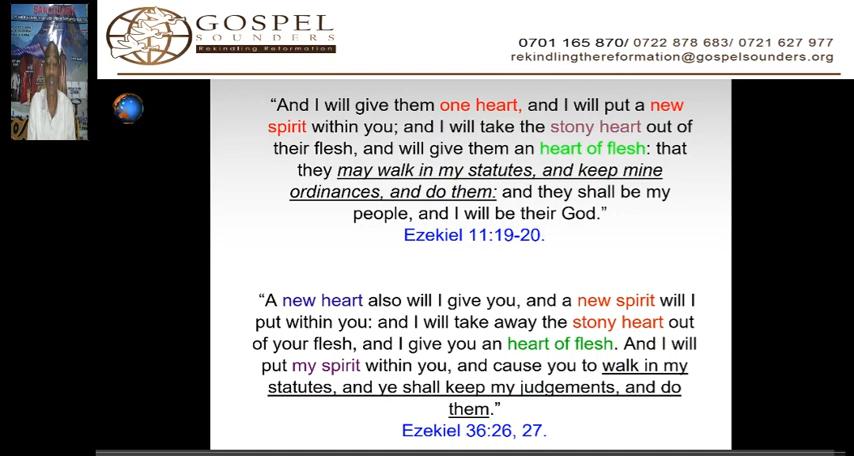 GOSPEL
SOUNDERS
Rekindling Reformation
0701 165 870/ 0722 878 683/ 0721 627 977
rekindlingthereformation@gospelsounders.org
“And I will give them one heart, and I will put a new
spirit within you; and I will take the stony heart out of
their flesh, and will give them an heart of flesh: that
they may walk in my statutes, and keep mine
ordinances, and do them: and they shall be my
people, and I will be their God.”
Ezekiel 11:19-20.
“A new heart also will I give you, and a new spirit will I
put within you: and I will take away the stony heart out
of your flesh, and I give you an heart of flesh. And I will
put my spirit within you, and cause you to walk in my
statutes, and ye shall keep my judgements, and do
them.”
Ezekiel 36:26, 27.